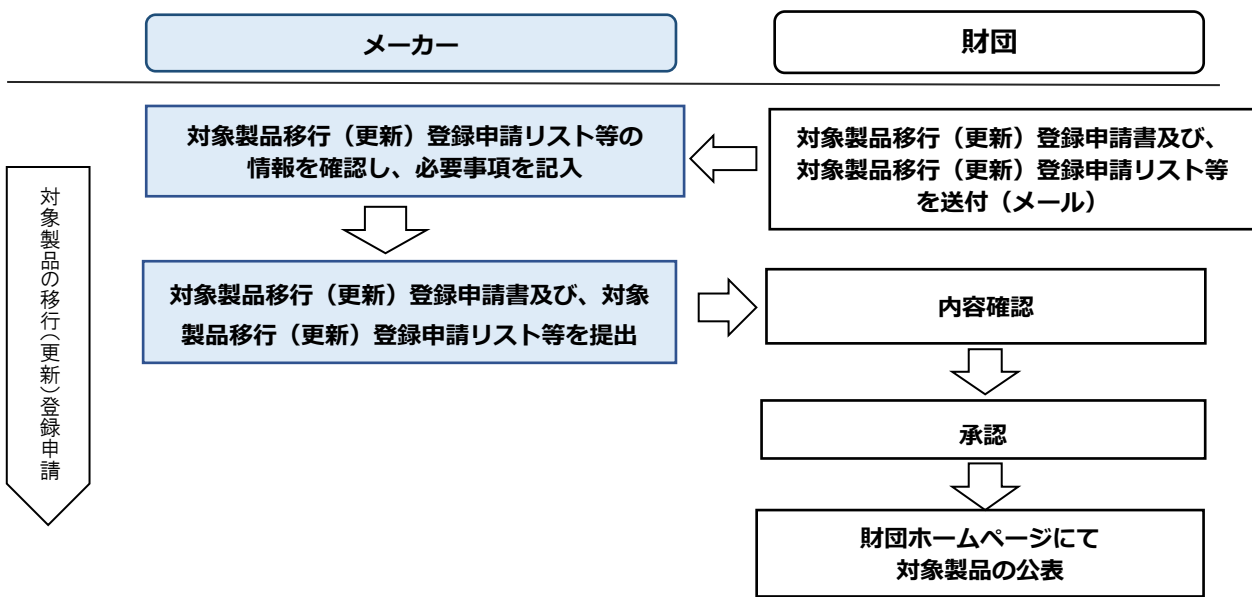 メーカー
財団
対象製品の移行（更新）登録申請
対象製品移行（更新）登録申請リスト等の
情報を確認し、必要事項を記入
対象製品移行（更新）登録申請書及び、
対象製品移行（更新）登録申請リスト等
を送付（メール）
対象製品移行（更新）登録申請書及び、対象
製品移行（更新）登録申請リスト等を提出
内容確認
承認
財団ホームページにて
対象製品の公表